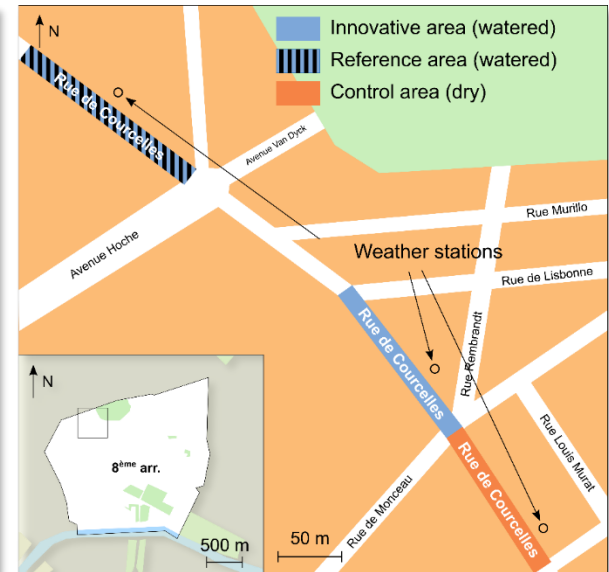 N
Innovative area (watered)
Reference area (watered)
Control area (dry)
Rue de Courcelles
Avenue Van Dyck
Avenue Hoche
Rue Murillo
Weather stations
Rue de Lisbonne
Rue de Courcelles
Rue Rembrandt
N
8ème arr.
500 m
50 m
Rue de Monceau
Rue de Courcelles
Rue Louis Murat